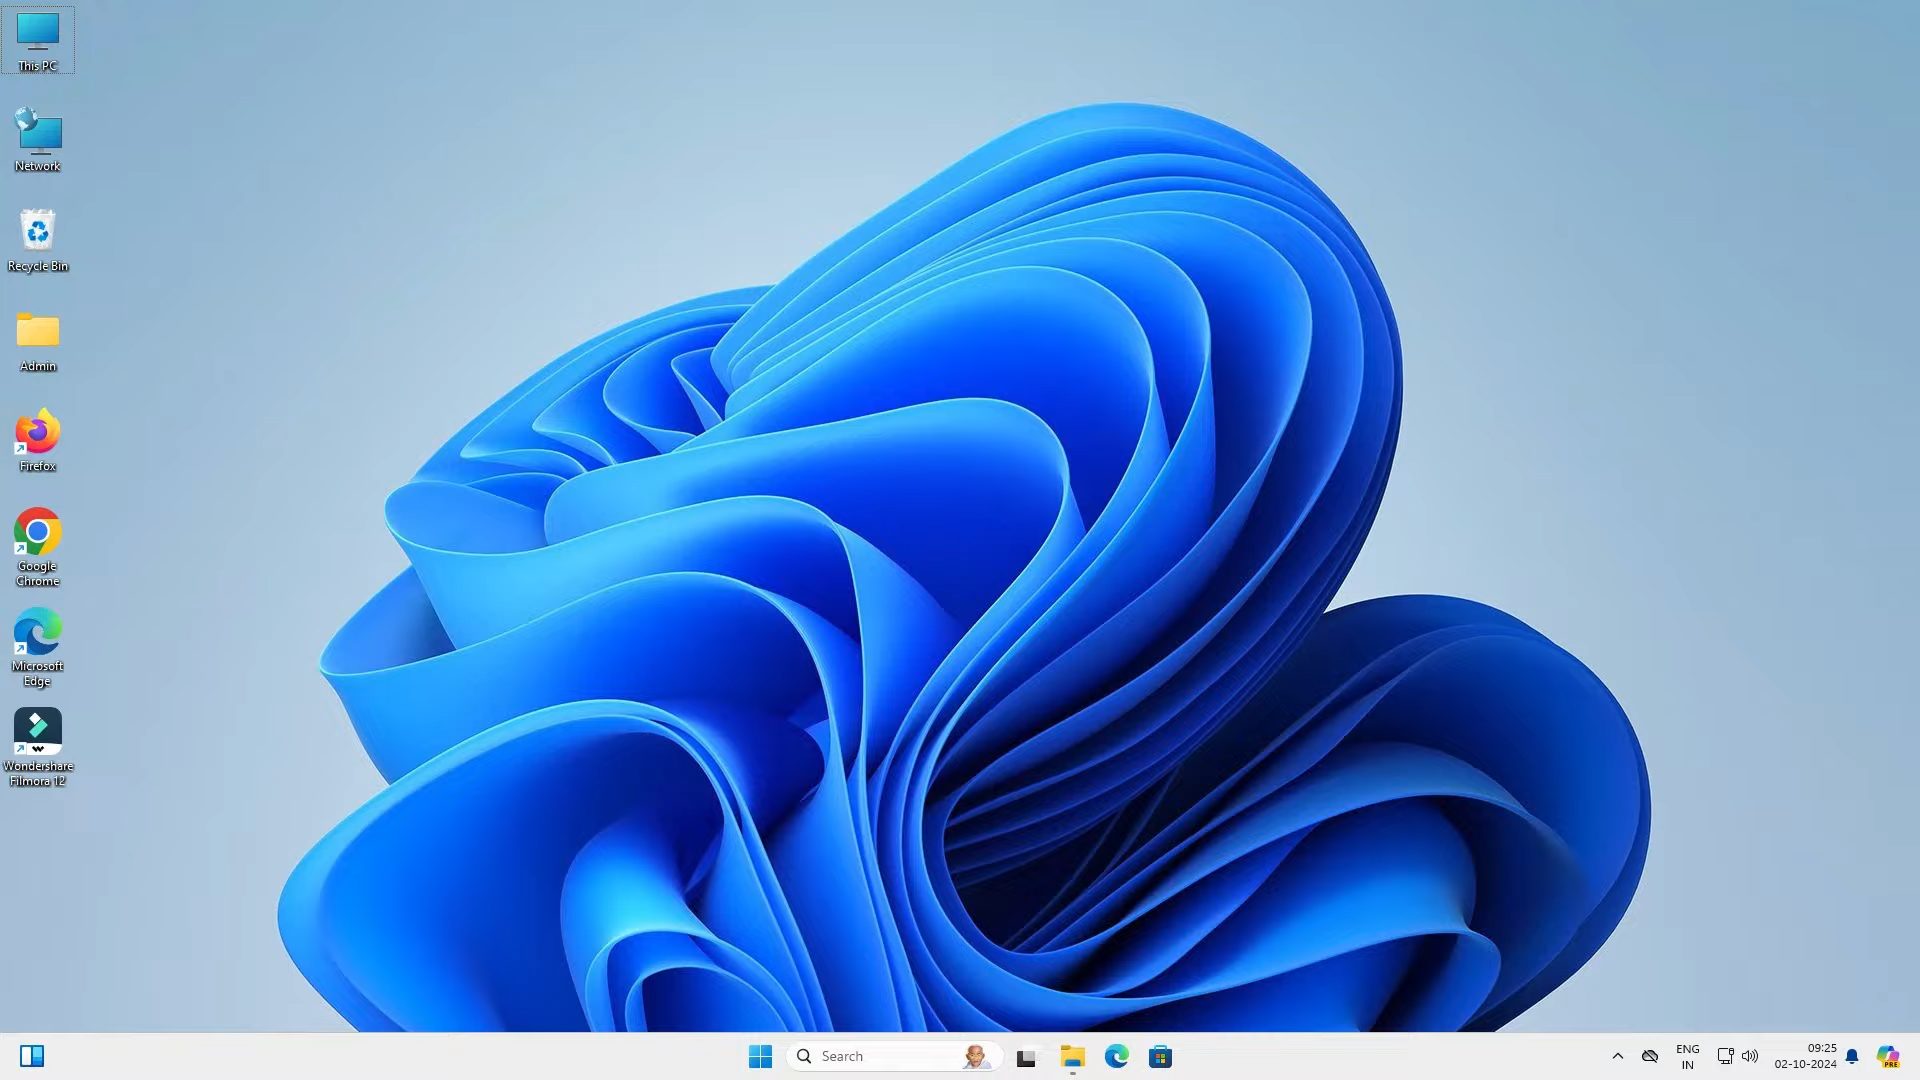 This PC
Network
Recycle Bin
Admin
Firefox
Google
Chrome
Microsoft
Edge
Wondershare
Filmora 12
Search
ENG
IN
09:25
02-10-2024
PRE